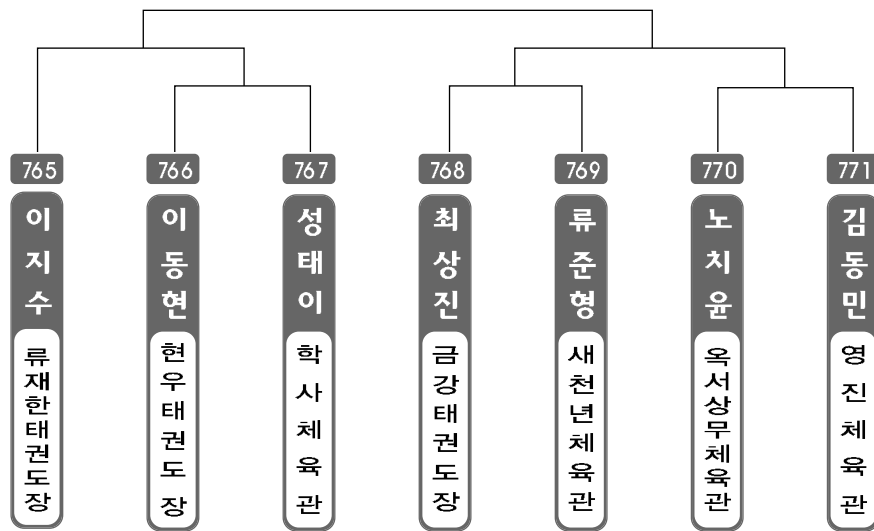 765
이지수
류재한태권도장
766
이동현
현우태권도 장
767
성태이
학사체육관
768
최상진
금강태권도장
769
류준형
새천년체육관
770
노치윤
옥서상무체육관
771
김동민
영진체육관